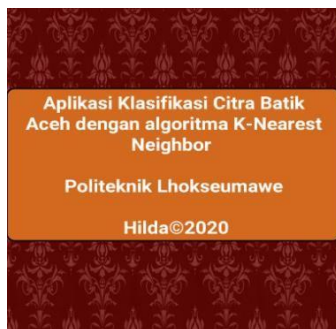 Aplikasi Klasifikasi Citra Batik
Aceh dengan algoritma K-Nearest
Neighbor
Politeknik Lhokseumawe
Hilda©2020